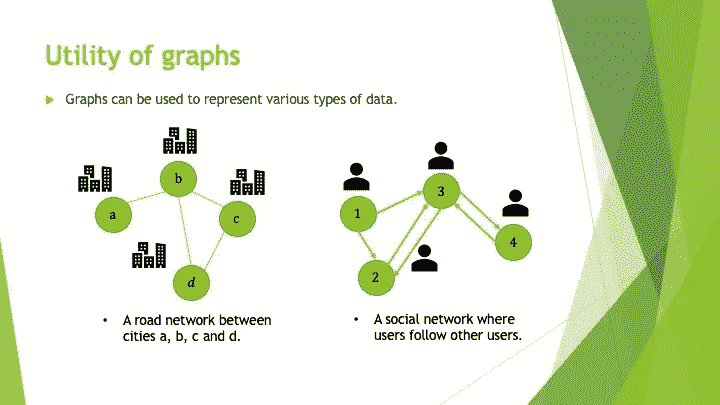 Utility of graphs
Graphs can be used to represent various types of data.
b
a
c
d
3
1
4
2
• A road network between
cities a, b, c and d.
• A social network where
users follow other users.